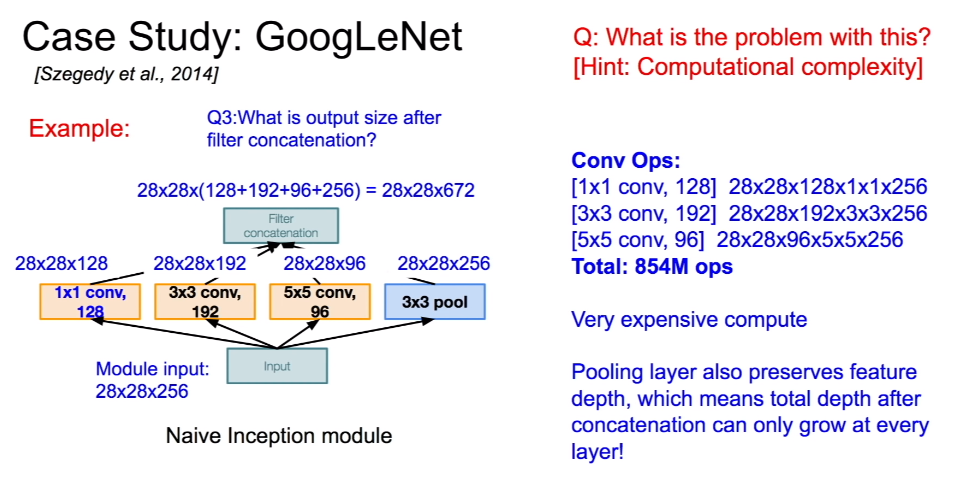 Case Study: GoogLeNet
[Szegedy et al., 2014]
Q: What is the problem with this?
[Hint: Computational complexity]
Example:
Q3:What is output size after
filter concatenation?
28x28x(128+192+96+256) = 28x28x672
Filter
concatenation
28x28x128
28x28x192
28x28x96
28x28x256
1x1 conv,
128
3x3 conv,
192
5x5 conv,
96
3x3 pool
Module input:
28x28x256
Input
Naive Inception module
Conv Ops:
[1x1 conv, 128] 28x28x128x1x1x256
[3x3 conv, 192] 28x28x192x3x3x256
[5x5 conv, 96] 28x28x96x5x5x256
Total: 854M ops
Very expensive compute
Pooling layer also preserves feature
depth, which means total depth after
concatenation can only grow at every
layer!